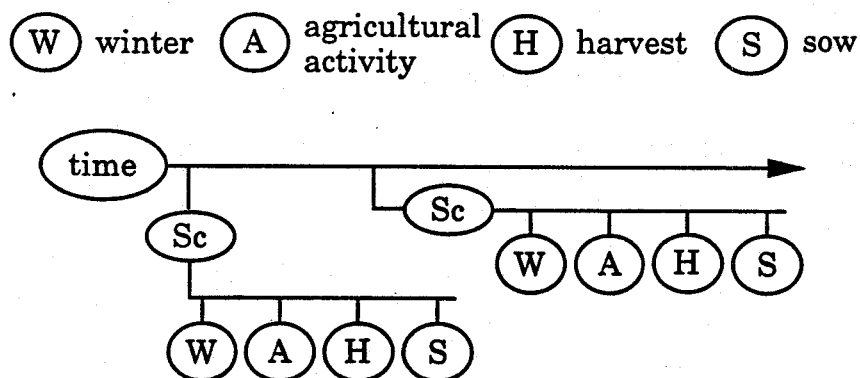 W winter A agricultural activity H harvest S sow
time
Sc
Sc
W A H S
W A H S